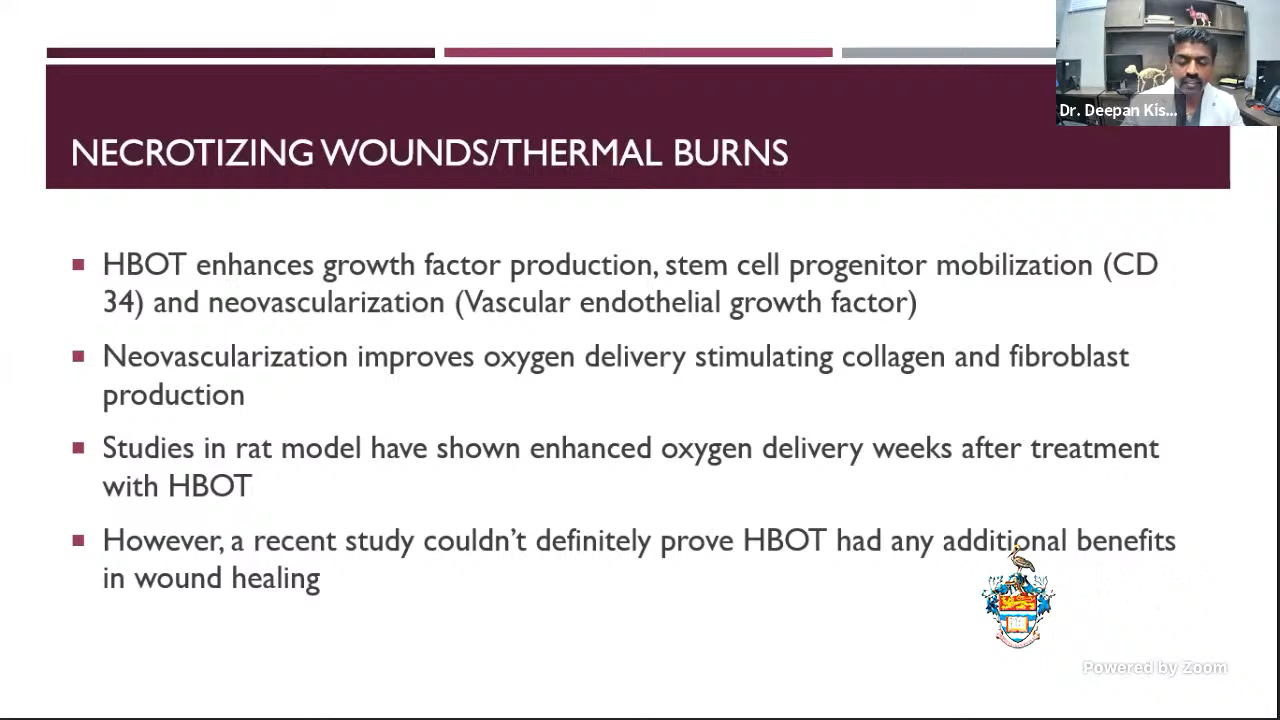 Dr. Deepan Kis...
NECROTIZING WOUNDS/THERMAL BURNS
HBOT enhances growth factor production, stem cell progenitor mobilization (CD
34) and neovascularization (Vascular endothelial growth factor)
Neovascularization improves oxygen delivery stimulating collagen and fibroblast
production
Studies in rat model have shown enhanced oxygen delivery weeks after treatment
with HBOT
However, a recent study couldn't definitely prove HBOT had any additional benefits
in wound healing
Powered by Zoom